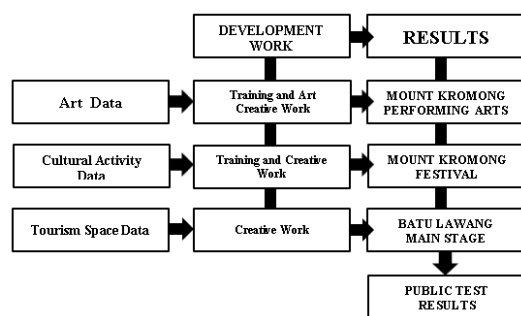 DEVELOPMENT
WORK
RESULTS
Art Data
Training and Art
Creative Work
MOUNT KROMONG
PERFORMING ARTS
Cultural Activity
Data
Training and Creative
Work
MOUNT KROMONG
FESTIVAL
Tourism Space Data
Creative Work
BATU LAWANG
MAIN STAGE
PUBLIC TEST
RESULTS